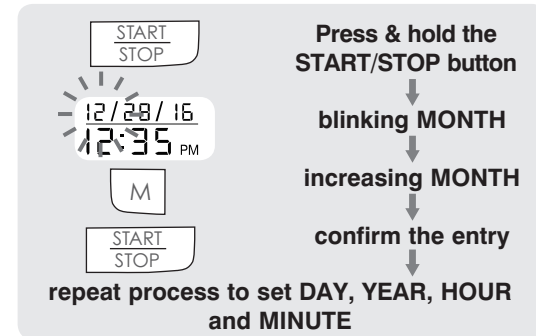 START
STOP
Press & hold the
START/STOP button
12/28/16
12:35 PM
blinking MONTH
M
increasing MONTH
START
STOP
confirm the entry
repeat process to set DAY, YEAR, HOUR
and MINUTE